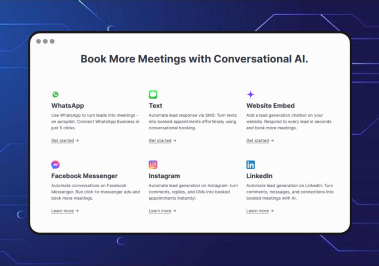 Book More Meetings with Conversational AI.
WhatsApp
Use WhatsApp to turn leads into meetings -
on autopilot. Connect WhatsApp Business in
just 5 clicks.
Get started →
Text
Automate lead response via SMS: Turn texts
into booked appointments effortlessly using
conversational booking.
Get started →
Website Embed
Add a lead generation chatbot on your
website. Respond to every lead in seconds
and book more meetings.
Get started →
Facebook Messenger
Automate conversations on Facebook
Messenger. Run click-to-messenger ads and
book more meetings.
Learn more →
Instagram
Automate lead generation on Instagram: turn
comments, replies, and DMs into booked
appointments instantly!
Learn more →
LinkedIn
Automate lead generation on LinkedIn: Turn
comments, messages, and connections into
booked meetings with AI.
Learn more →